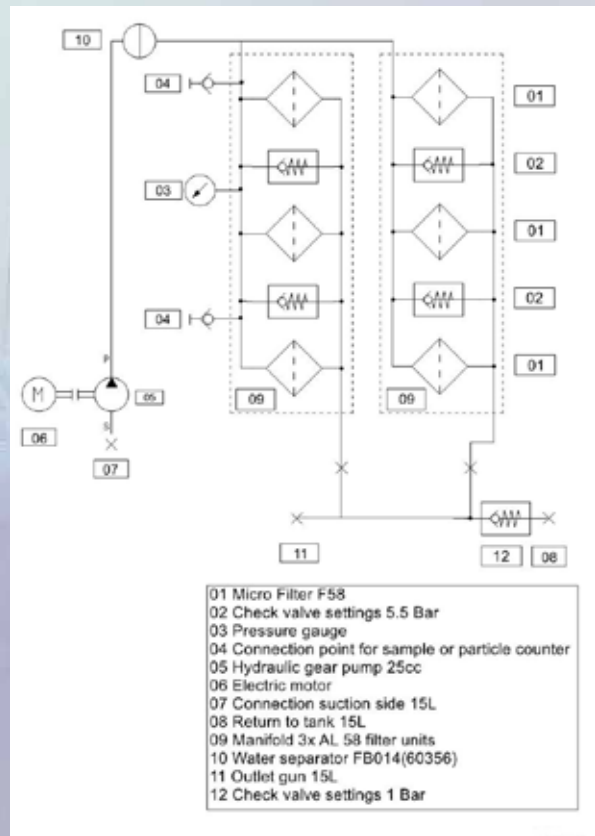 10
04
01
02
03
01
02
04
P
01
M
05
09
09
06
S
07
11
12
08
01 Micro Filter F58
02 Check valve settings 5.5 Bar
03 Pressure gauge
04 Connection point for sample or particle counter
05 Hydraulic gear pump 25cc
06 Electric motor
07 Connection suction side 15L
08 Return to tank 15L
09 Manifold 3x AL 58 filter units
10 Water separator FB014(60356)
11 Outlet gun 15L
12 Check valve settings 1 Bar